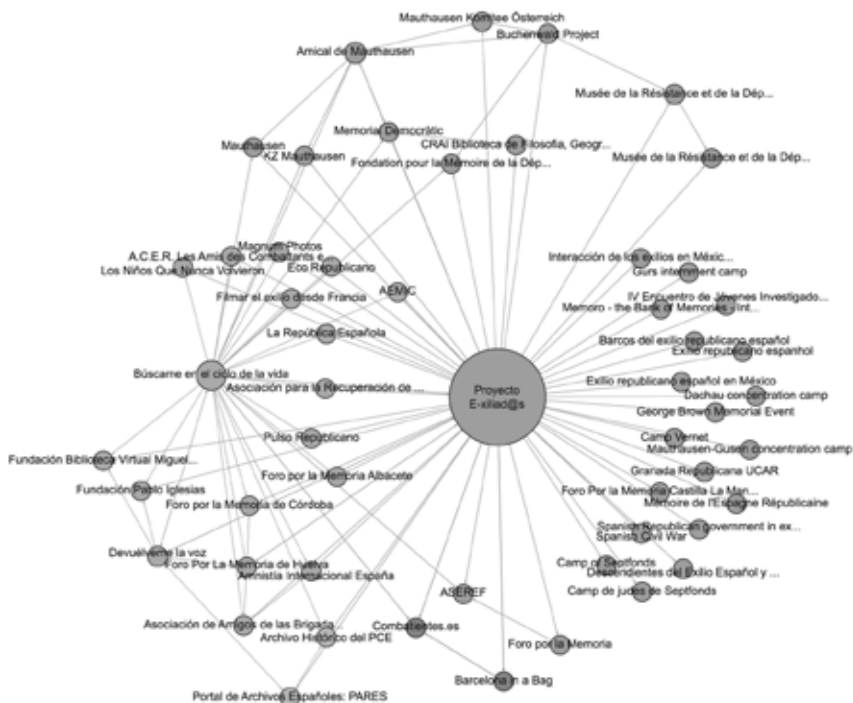 Mauthausen Komitee Österreich
Buchenwald Project
Amical de Mauthausen
Musée de la Résistance et de la Dép...
Memorial Democràtic
CRAI Biblioteca de Filosofia, Geogr...
Mauthausen
KZ Mauthausen
Fondation pour la Mémoire de la Dép...
Musée de la Résistance et de la Dép...
Magnum Photos
A.C.E.R. Les Amis des Combattants e
Los Niños Que Nunca Volvieron
Eco Republicano
Interacción de los exilios en Méxic...
Gurs internment camp
AEMIC
Filmar el exilio desde Francia
IV Encuentro de Jóvenes Investigado...
Memoro - the Bank of Memories - Int...
La República Española
Barcos del exilio republicano español
Exilio republicano espanhol
Búscame en el ciclo de la vida
Asociación para la Recuperación de ...
Proyecto
E-xiliad@s
Exilio republicano español en México
Dachau concentration camp
George Brown Memorial Event
Pulso Republicano
Camp Vernet
Mauthausen-Gusen concentration camp
Fundación Biblioteca Virtual Miguel...
Foro por la Memoria Albacete
Granada Republicana UCAR
Fundación Pablo Iglesias
Foro por la Memoria de Córdoba
Foro Por la Memoria Castilla La Man...
Mémoire de l'Espagne Républicaine
Spanish Republican government in ex...
Spanish Civil War
Devuélveme la voz
Foro Por La Memoria de Huelva
Amnistía Internacional España
Camp of Septfonds
Descendientes del Exilio Español y ...
ASEREF
Camp de judes de Septfonds
Asociación de Amigos de las Brigada...
Archivo Histórico del PCE
Combatientes.es
Foro por la Memoria
Barcelona in a Bag
Portal de Archivos Españoles: PARES